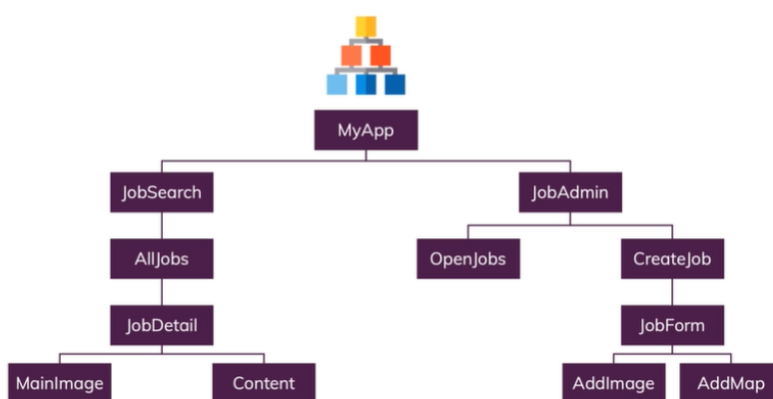 MyApp
JobSearch
JobAdmin
AllJobs
OpenJobs
CreateJob
JobDetail
JobForm
MainImage
Content
AddImage
AddMap